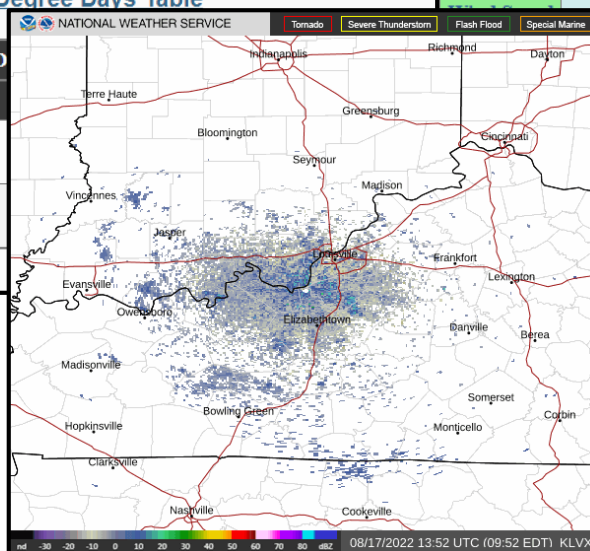 Degree Days Table
Wind Speed
NATIONAL WEATHER SERVICE
Tornado
Severe Thunderstorm
Flash Flood
Special Marine
Indianapolis
Richmond
Dayton
Terre Haute
Greensburg
Bloomington
Cincinnati
Seymour
Madison
Vincennes
Jasper
Louisville
Frankfort
Lexington
Evansville
Owensboro
Elizabethtown
Danville
Berea
Madisonville
Somerset
Bowling Green
Corbin
Hopkinsville
Monticello
Clarksville
Nashville
Cookeville
nd -30 -20 -10 0 10 20 30 40 50 60 70 80 dBZ
08/17/2022 13:52 UTC (09:52 EDT) KLVX